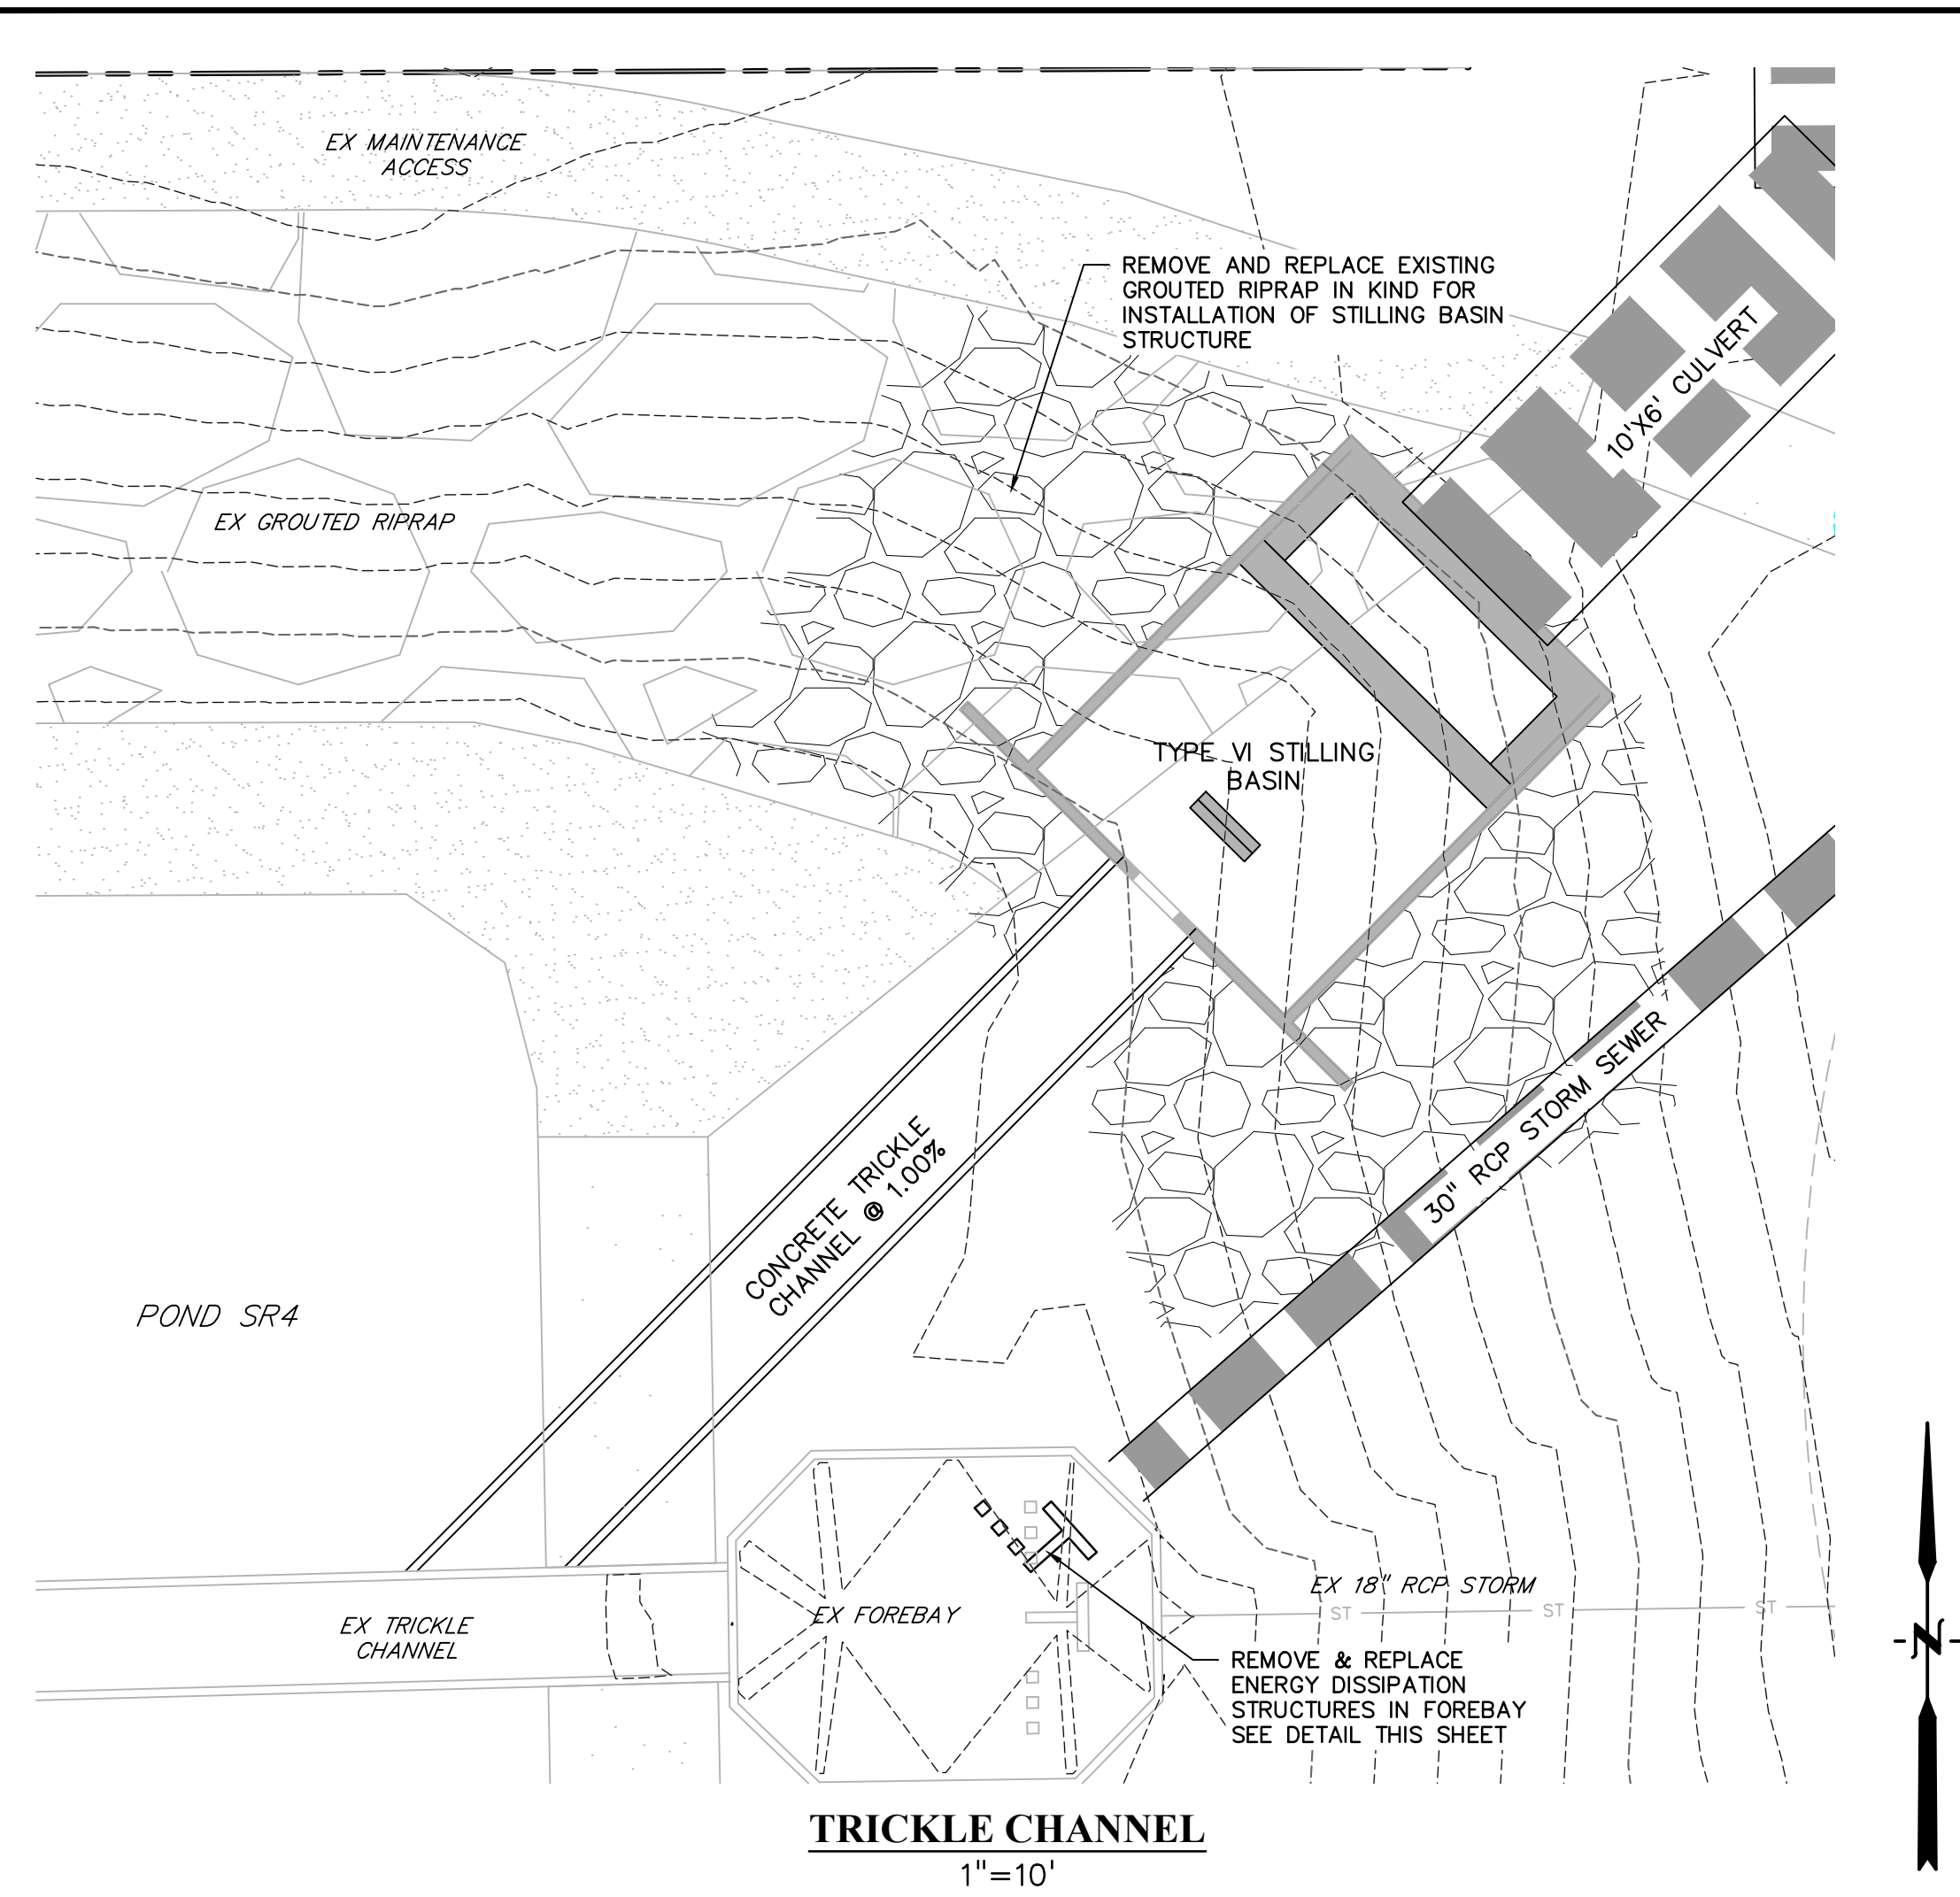 EX MAINTENANCE
ACCESS
REMOVE AND REPLACE EXISTING
GROUTED RIPRAP IN KIND FOR
INSTALLATION OF STILLING BASIN
STRUCTURE
10'X6' CULVERT
EX GROUTED RIPRAP
TYPE VI STILLING
BASIN
30" RCP STORM SEWER
CONCRETE TRICKLE
CHANNEL @ 1.00%
POND SR4
EX 18" RCP STORM
ST
ST
ST
EX FOREBAY
EX TRICKLE
CHANNEL
REMOVE & REPLACE
ENERGY DISSIPATION
STRUCTURES IN FOREBAY
SEE DETAIL THIS SHEET
N
TRICKLE CHANNEL
1"=10'